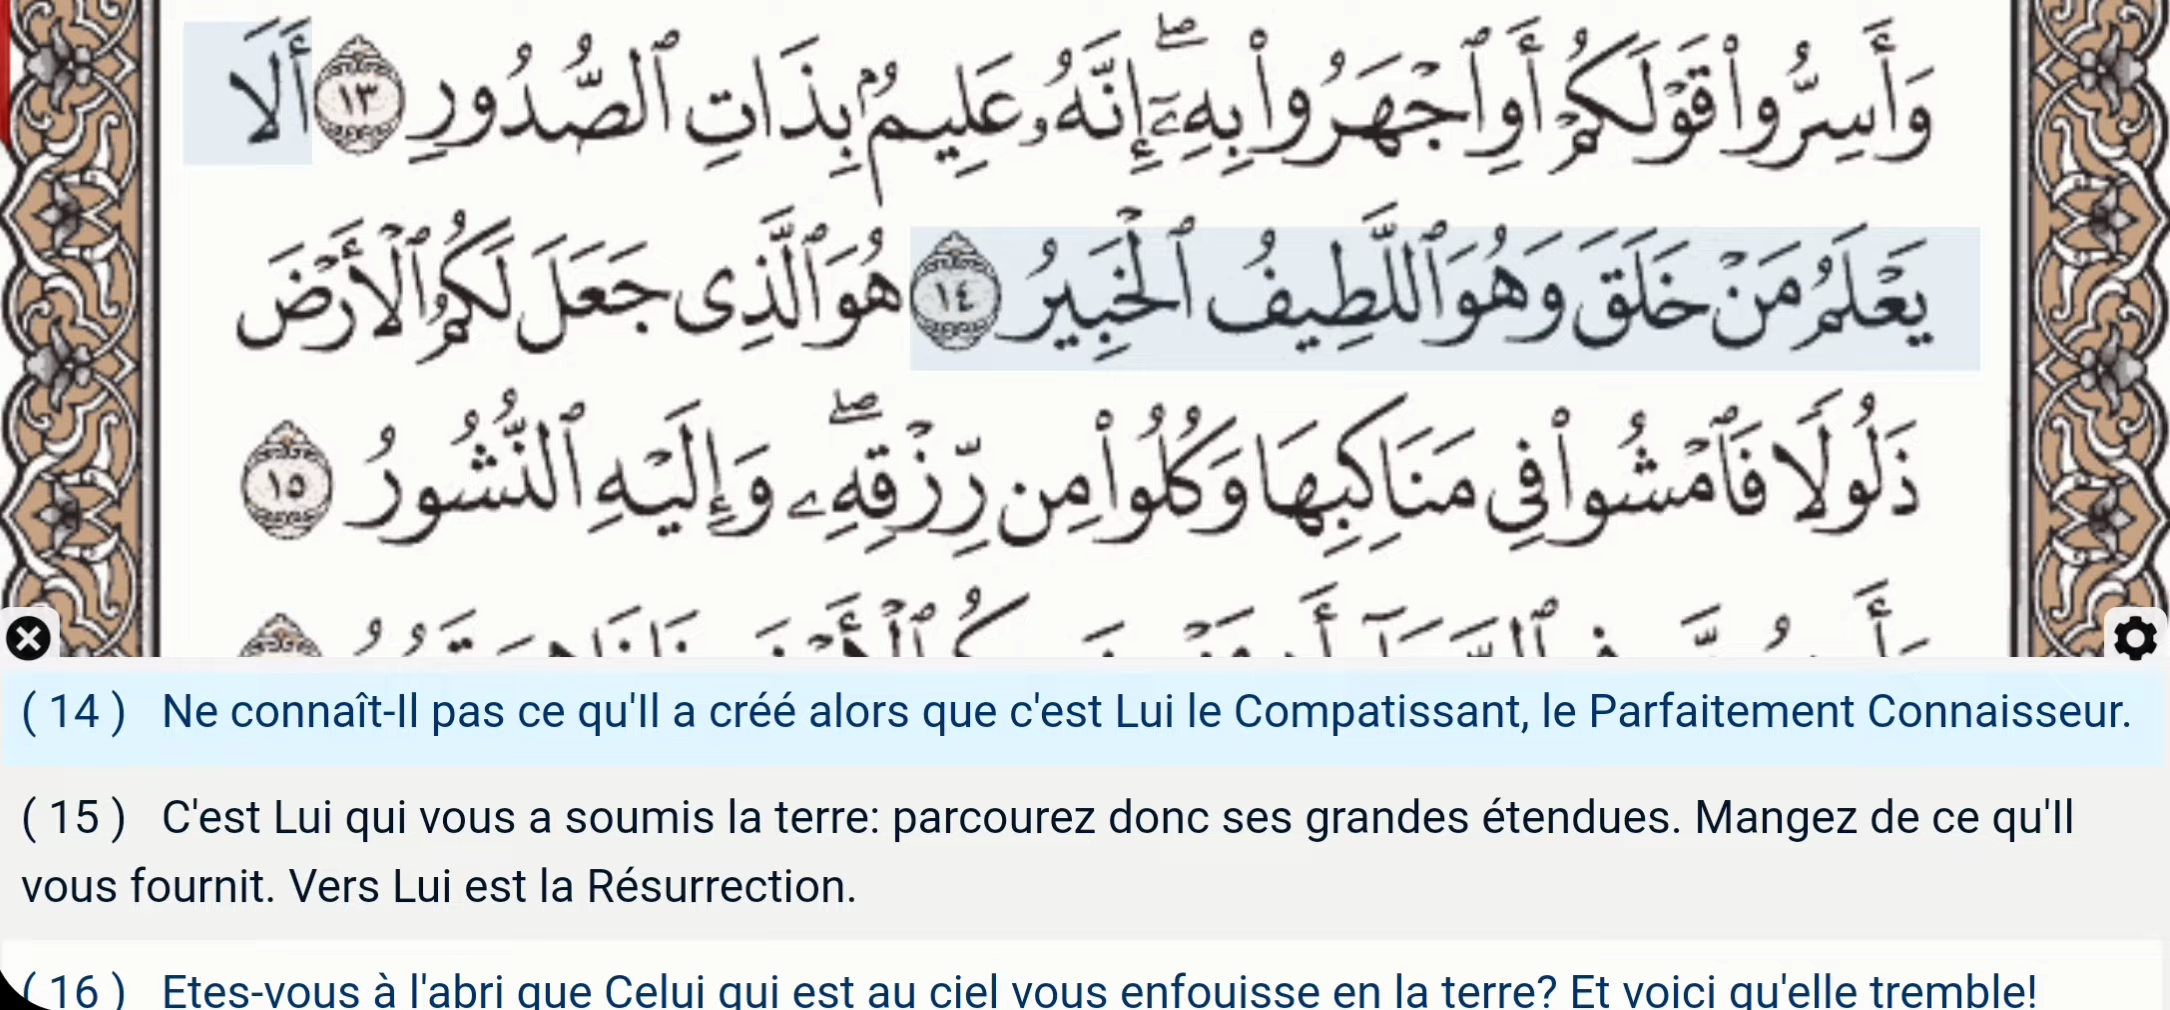 وَأَسِرُّوا۟ قَوْلَكُمْ أَوِ ٱجْهَرُوا۟ بِهِۦٓ ۖ إِنَّهُۥ عَلِيمٌۢ بِذَاتِ ٱلصُّدُورِ ١٣ أَلَا
يَعْلَمُ مَنْ خَلَقَ وَهُوَ ٱللَّطِيفُ ٱلْخَبِيرُ ١٤ هُوَ ٱلَّذِى جَعَلَ لَكُمُ ٱلْأَرْضَ
ذَلُولًا فَٱمْشُوا۟ فِى مَنَاكِبِهَا وَكُلُوا۟ مِن رِّزْقِهِۦ ۖ وَإِلَيْهِ ٱلنُّشُورُ ١٥
( 14 ) Ne connaît-Il pas ce qu'Il a créé alors que c'est Lui le Compatissant, le Parfaitement Connaisseur.
( 15 ) C'est Lui qui vous a soumis la terre: parcourez donc ses grandes étendues. Mangez de ce qu'Il
vous fournit. Vers Lui est la Résurrection.
( 16 ) Etes-vous à l'abri que Celui qui est au ciel vous enfouisse en la terre? Et voici qu'elle tremble!